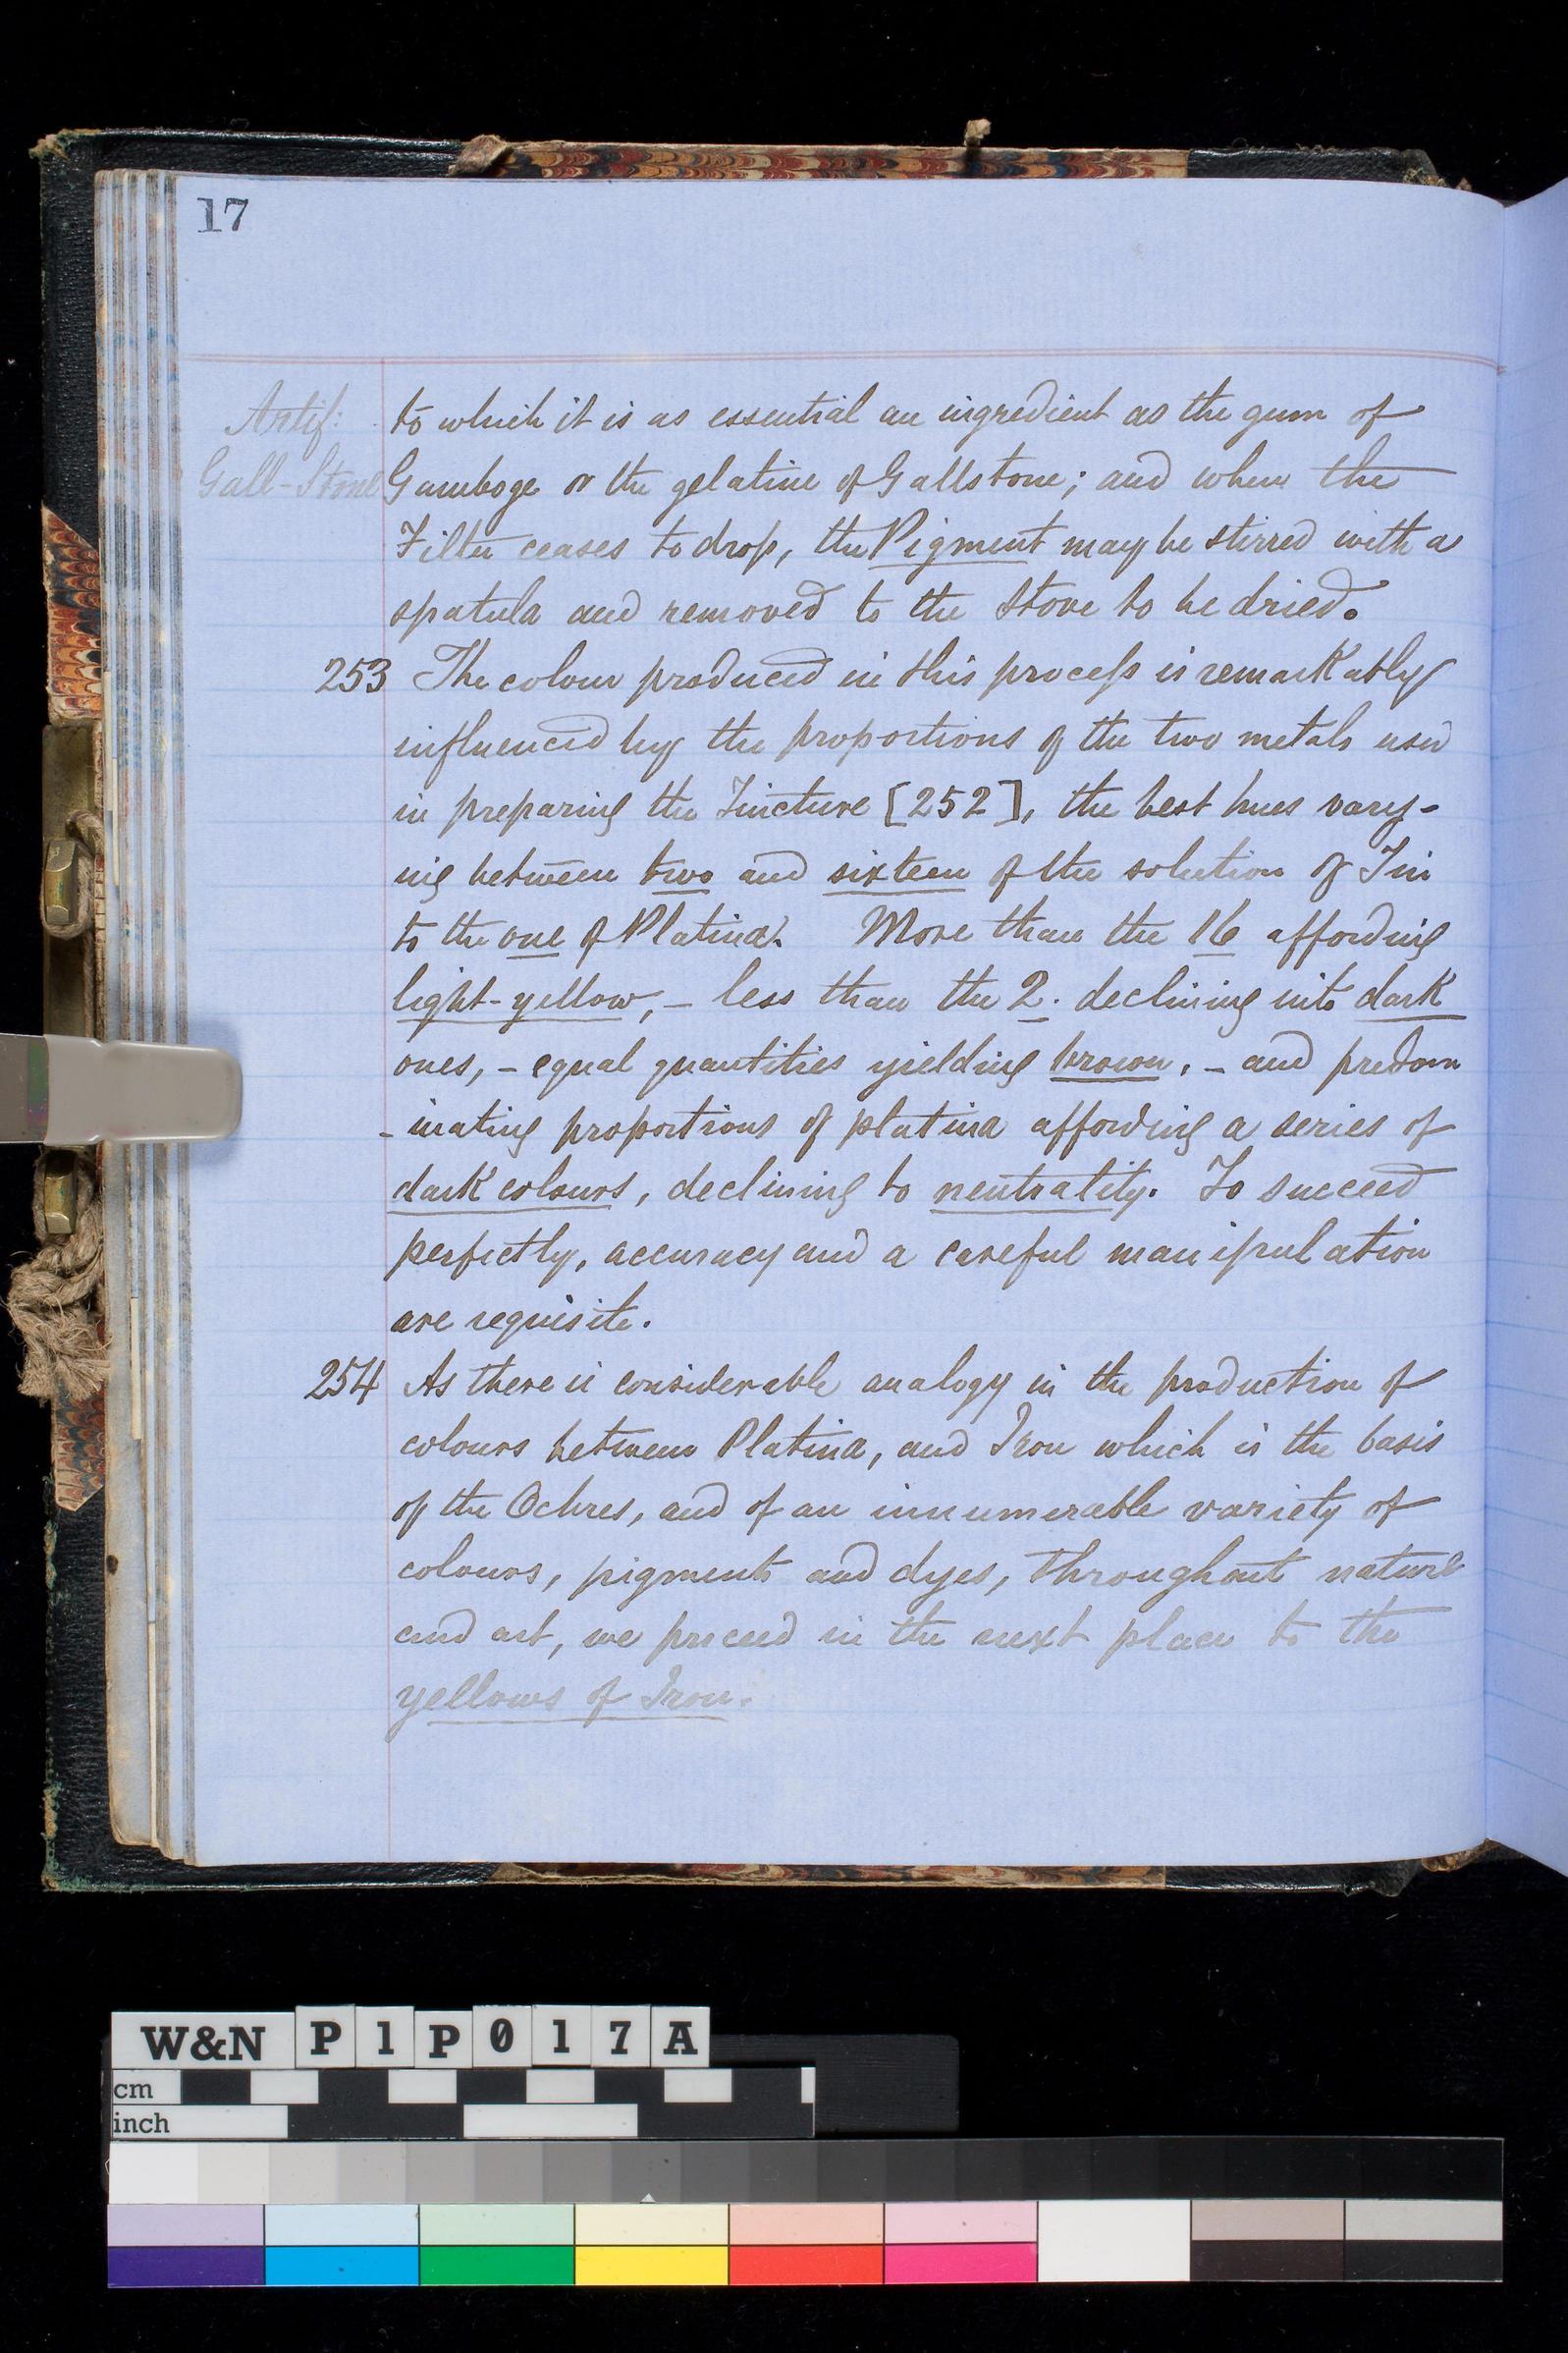 17
Artif:
Gall-Stone
to which it is as essential an ingredient as the gum of
Gamboge or the gelatine of Gallstone; and when the
Filter ceases to drop, the Pigment may be stirred with a
spatula and removed to the Stove to be dried.
253 The colour produced in this process is remarkably
influenced by the proportions of the two metals used
in preparing the Tincture [252], the best hues vary-
ing between two and sixteen of the solution of Tin
to the one of Platina. More than the 16 affording
light-yellow, - less than the 2. declining into dark
ones, - equal quantities yielding brown, - and predom
-inating proportions of platina affording a series of
dark colours, declining to neutrality. To succeed
perfectly, accuracy and a careful manipulation
are requisite.
254 As there is considerable analogy in the production of
colours between Platina, and Iron which is the basis
of the Ochres, and of an innumerable variety of
colours, pigments and dyes, throughout nature
and art, we proceed in the next place to the
yellows of Iron.
W&N P1P017A
cm
inch